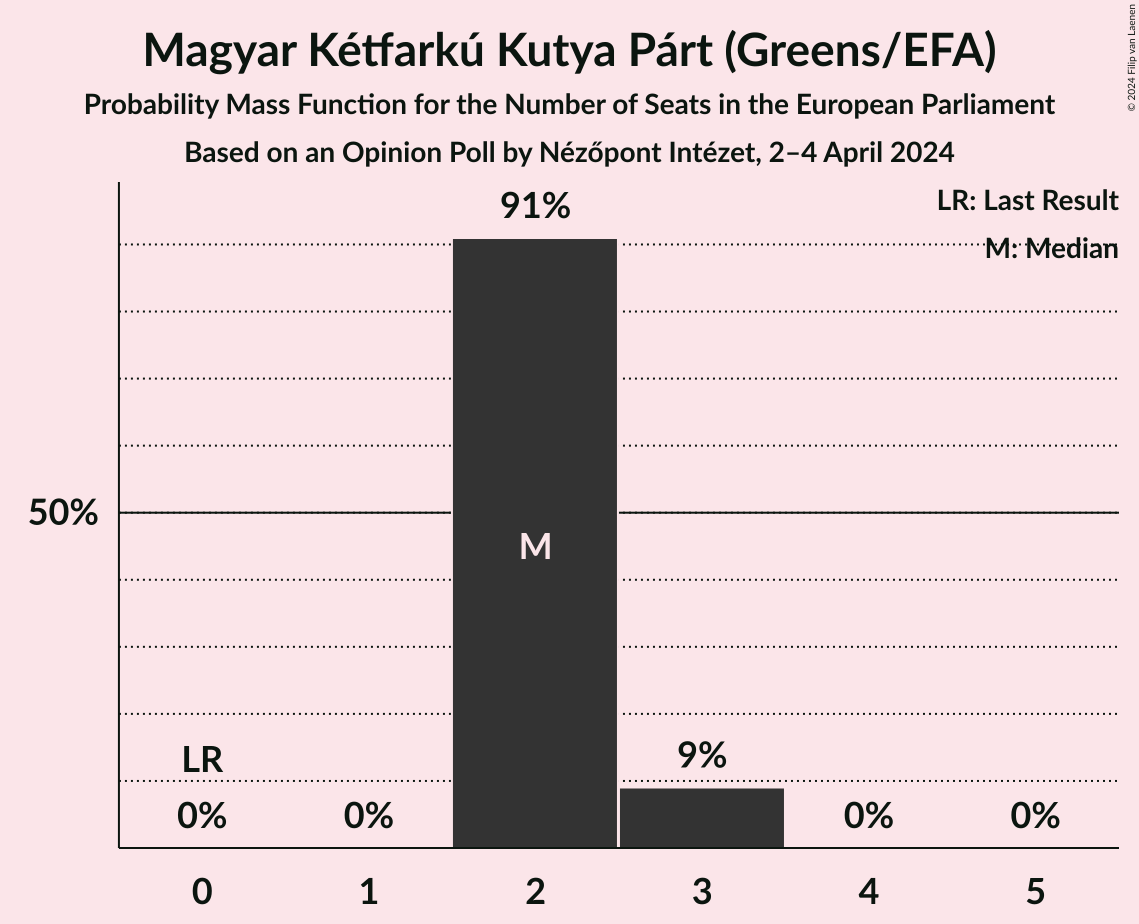 Magyar Kétfarkú Kutya Párt (Greens/EFA)
Probability Mass Function for the Number of Seats in the European Parliament
Based on an Opinion Poll by Nézőpont Intézet, 2–4 April 2024
© 2024 Filip van Laenen
LR: Last Result
M: Median
91%
50%
M
LR
9%
0% 0% 0% 0%
0 1 2 3 4 5